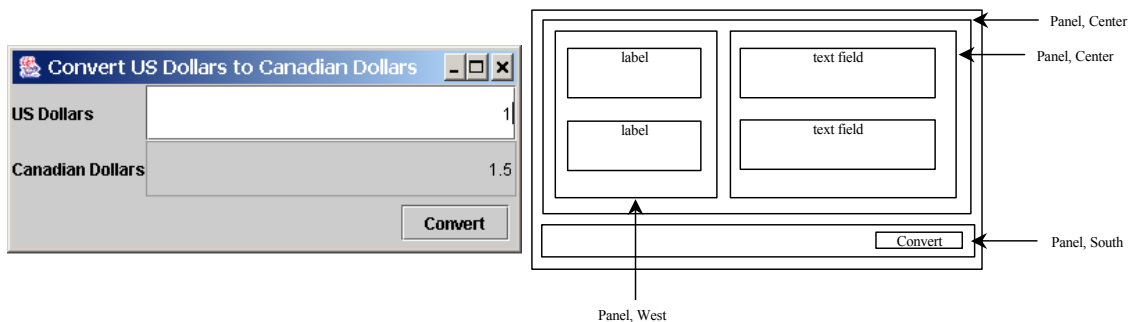 Convert US Dollars to Canadian Dollars
US Dollars
1
Canadian Dollars
1.5
Convert
label
text field
label
text field
Convert
Panel, Center
Panel, Center
Panel, South
Panel, West